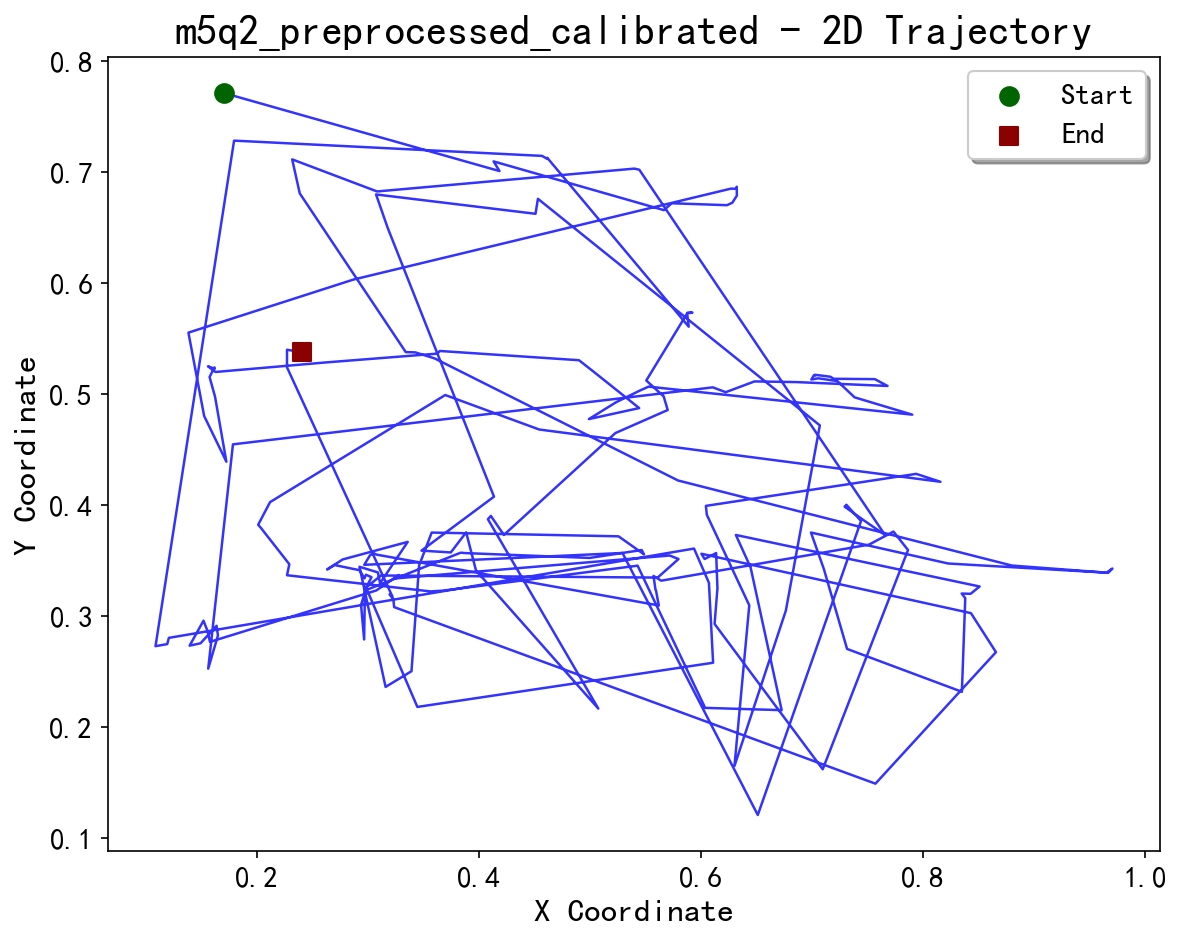 m5q2_preprocessed_calibrated - 2D Trajectory
Start
End
Y Coordinate
0.8
0.7
0.6
0.5
0.4
0.3
0.2
0.1
0.2 0.4 0.6 0.8 1.0
X Coordinate